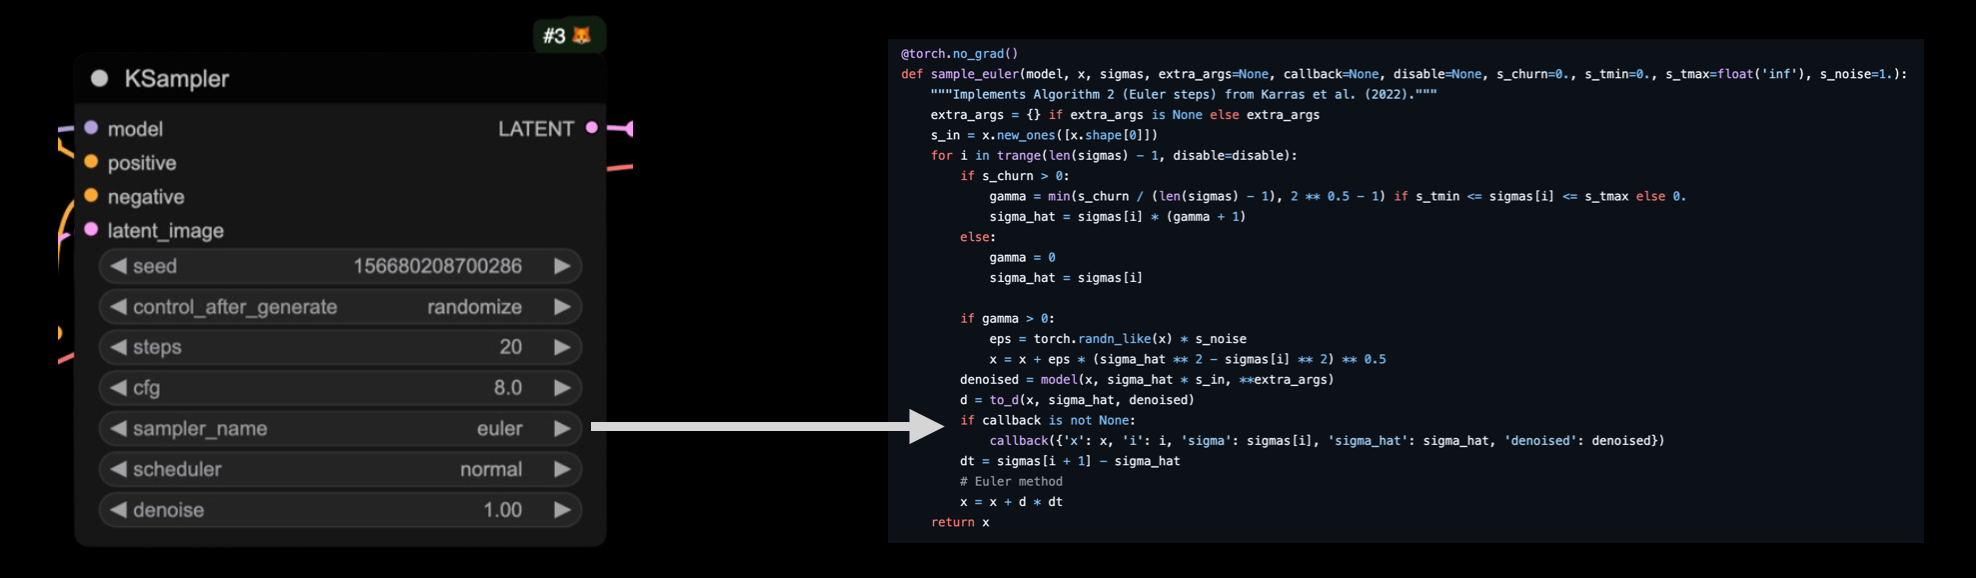 #3 🦊
KSampler
model
LATENT
positive
negative
latent_image
seed 156680208700286
control_after_generate randomize
steps 20
cfg 8.0
sampler_name euler
scheduler normal
denoise 1.00
@torch.no_grad()
def sample_euler(model, x, sigmas, extra_args=None, callback=None, disable=None, s_churn=0., s_tmin=0., s_tmax=float('inf'), s_noise=1.):
    """Implements Algorithm 2 (Euler steps) from Karras et al. (2022)."""
    extra_args = {} if extra_args is None else extra_args
    s_in = x.new_ones([x.shape[0]])
    for i in trange(len(sigmas) - 1, disable=disable):
        if s_churn > 0:
            gamma = min(s_churn / (len(sigmas) - 1), 2 ** 0.5 - 1) if s_tmin <= sigmas[i] <= s_tmax else 0.
            sigma_hat = sigmas[i] * (gamma + 1)
        else:
            gamma = 0
            sigma_hat = sigmas[i]
        if gamma > 0:
            eps = torch.randn_like(x) * s_noise
            x = x + eps * (sigma_hat ** 2 - sigmas[i] ** 2) ** 0.5
        denoised = model(x, sigma_hat * s_in, **extra_args)
        d = to_d(x, sigma_hat, denoised)
        if callback is not None:
            callback({'x': x, 'i': i, 'sigma': sigmas[i], 'sigma_hat': sigma_hat, 'denoised': denoised})
        dt = sigmas[i + 1] - sigma_hat
        # Euler method
        x = x + d * dt
    return x